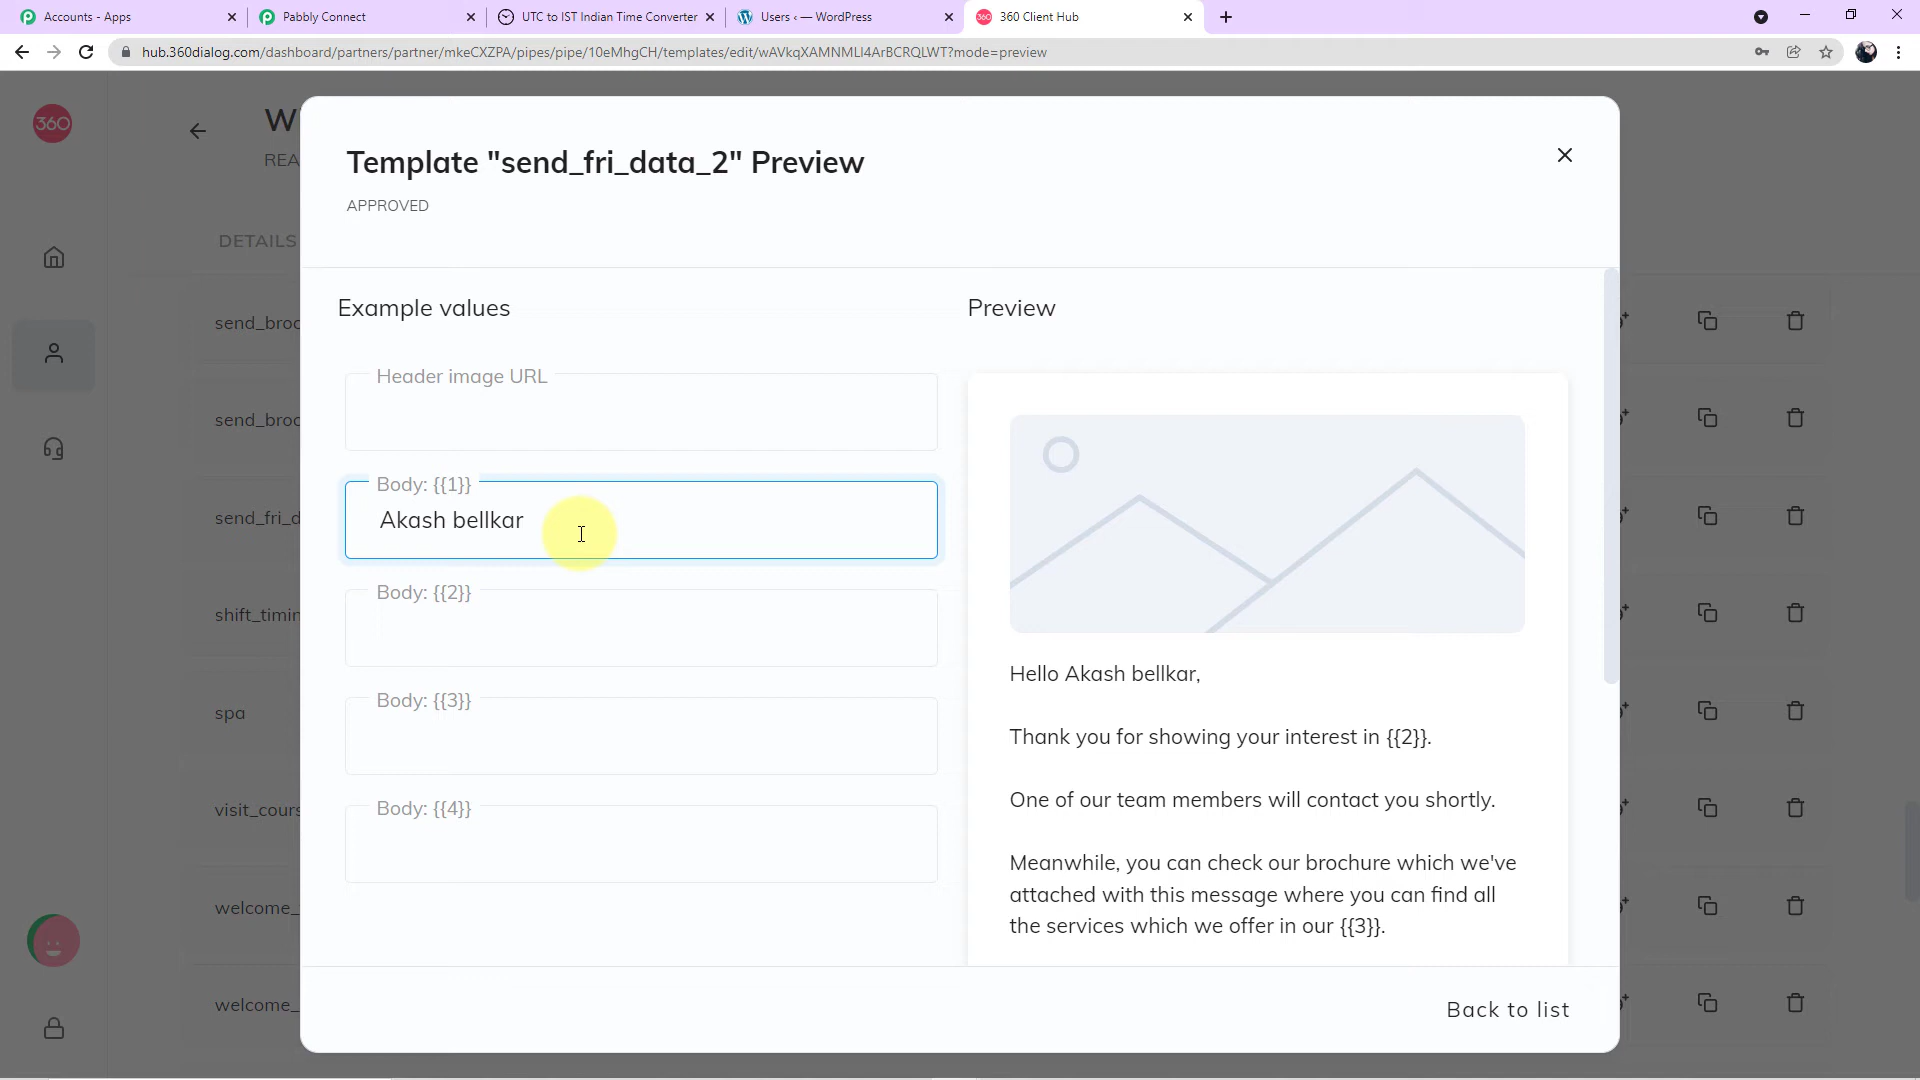 Accounts - Apps
Pabbly Connect
UTC to IST Indian Time Converter
Users ‹ — WordPress
360 Client Hub
hub.360dialog.com/dashboard/partners/partner/mkeCXZPA/pipes/pipe/10eMhgCH/templates/edit/wAVkqXAMNMLl4ArBCRQLWT?mode=preview
360
W
REA
DETAILS
Template "send_fri_data_2" Preview
APPROVED
Example values
Preview
Header image URL
Body: {{1}}
Akash bellkar
Body: {{2}}
Body: {{3}}
Body: {{4}}
Hello Akash bellkar,
Thank you for showing your interest in {{2}}.
One of our team members will contact you shortly.
Meanwhile, you can check our brochure which we've
attached with this message where you can find all
the services which we offer in our {{3}}.
send_broc
send_broc
send_fri_d
shift_timin
spa
visit_cours
welcome_
welcome_
Back to list